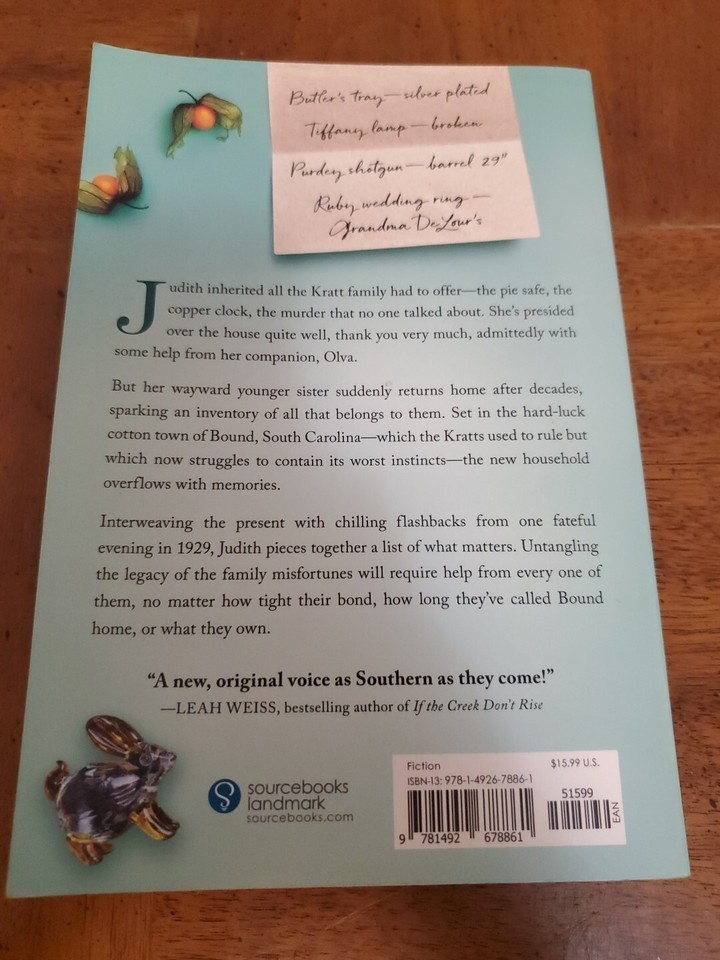 Butler's tray—silver plated
Tiffany lamp—broken
Purdey shotgun—barrel 29"
Ruby wedding ring—
Grandma DeLour's
Judith inherited all the Kratt family had to offer—the pie safe, the
copper clock, the murder that no one talked about. She's presided
over the house quite well, thank you very much, admittedly with
some help from her companion, Olva.
But her wayward younger sister suddenly returns home after decades,
sparking an inventory of all that belongs to them. Set in the hard-luck
cotton town of Bound, South Carolina—which the Kratts used to rule but
which now struggles to contain its worst instincts—the new household
overflows with memories.
Interweaving the present with chilling flashbacks from one fateful
evening in 1929, Judith pieces together a list of what matters. Untangling
the legacy of the family misfortunes will require help from every one of
them, no matter how tight their bond, how long they've called Bound
home, or what they own.
"A new, original voice as Southern as they come!"
—LEAH WEISS, bestselling author of If the Creek Don't Rise
sourcebooks
landmark
sourcebooks.com
Fiction
$15.99 U.S.
ISBN-13: 978-1-4926-7886-1
51599
EAN
9 781492 678861